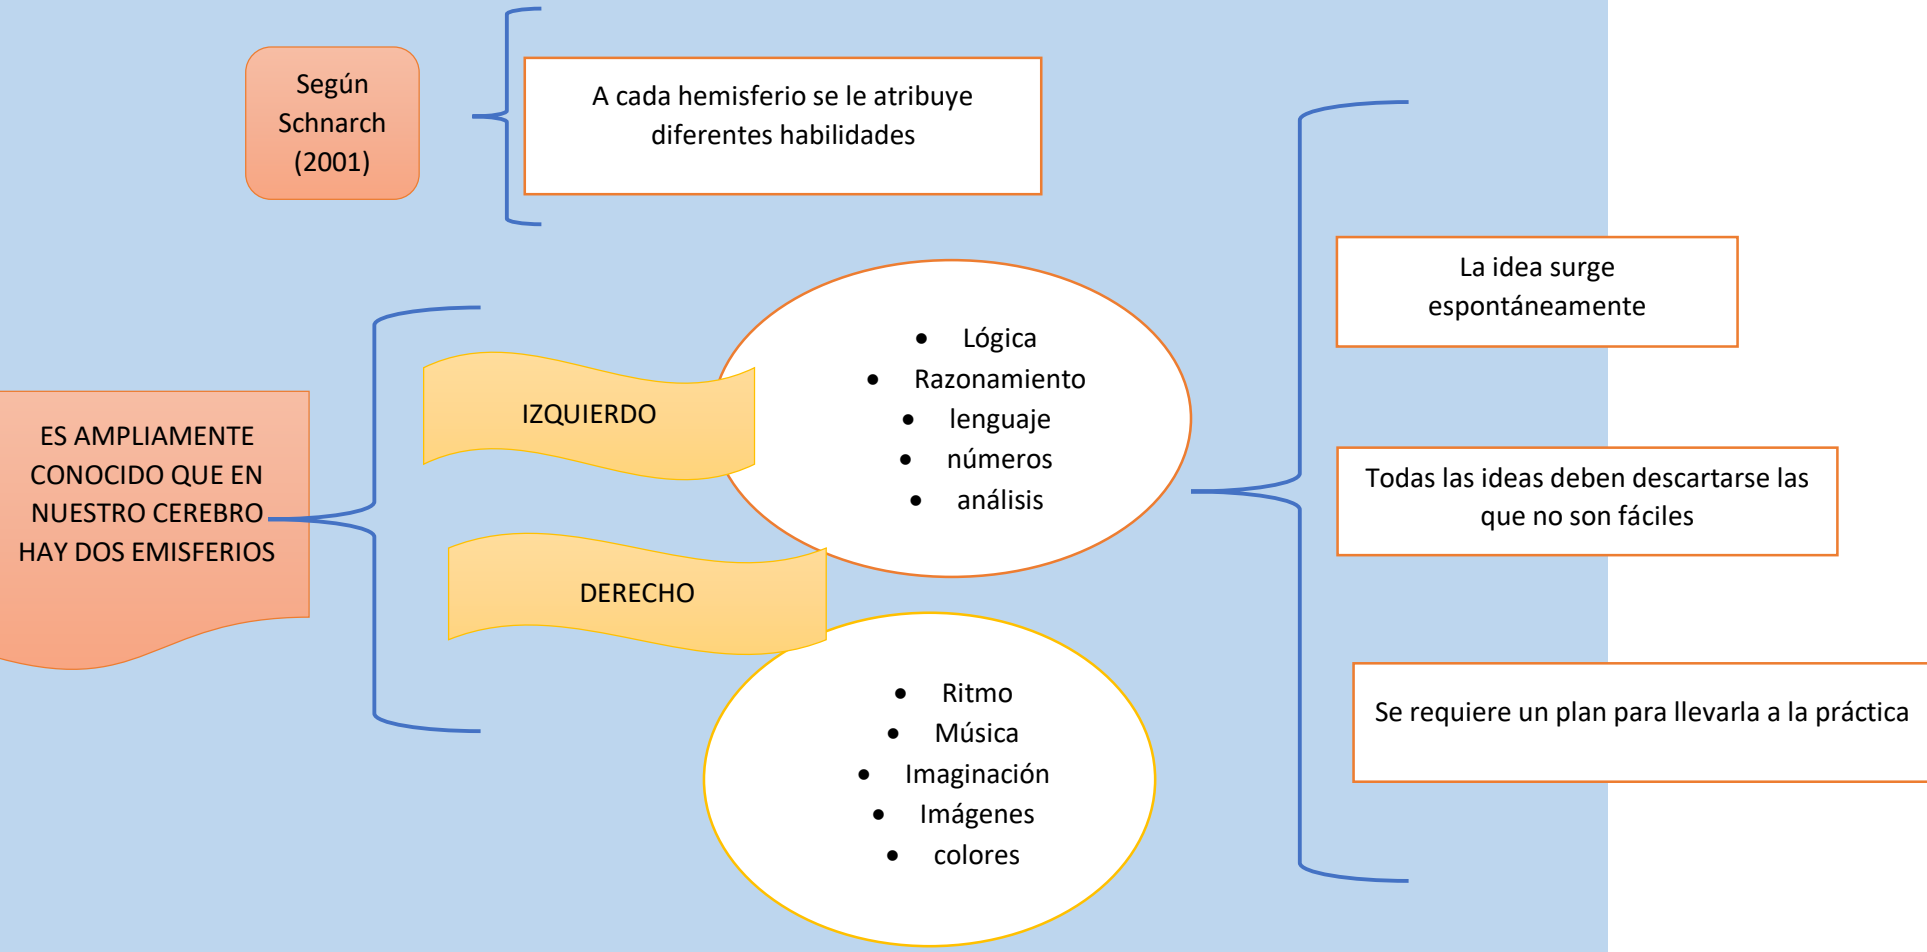 Según
Schnarch
(2001)
A cada hemisferio se le atribuye
diferentes habilidades
ES AMPLIAMENTE
CONOCIDO QUE EN
NUESTRO CEREBRO
HAY DOS EMISFERIOS
IZQUIERDO
• Lógica
• Razonamiento
• lenguaje
• números
• análisis
DERECHO
• Ritmo
• Música
• Imaginación
• Imágenes
• colores
La idea surge
espontáneamente
Todas las ideas deben descartarse las
que no son fáciles
Se requiere un plan para llevarla a la práctica